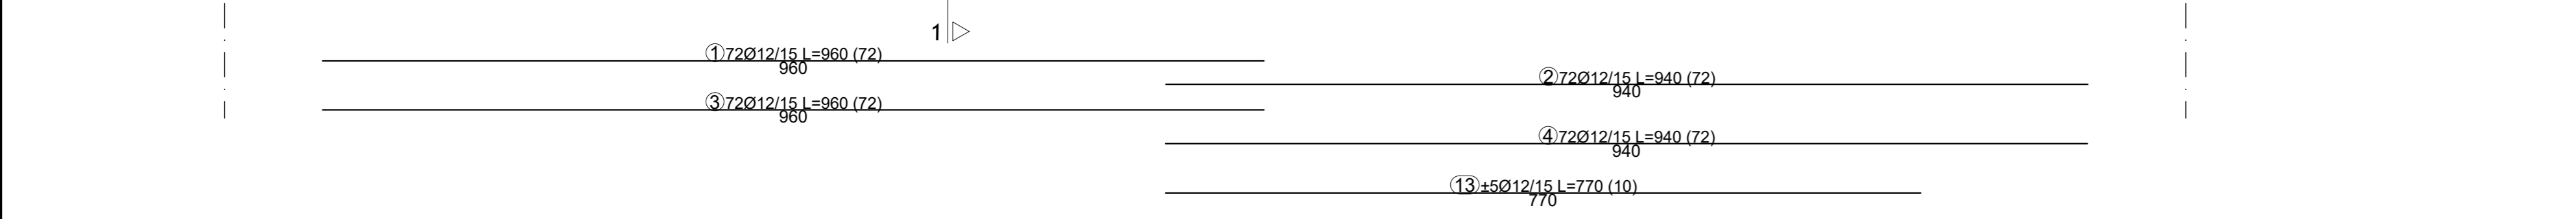 1
①72Ø12/15 L=960 (72)
960
②72Ø12/15 L=940 (72)
940
③72Ø12/15 L=960 (72)
960
④72Ø12/15 L=940 (72)
940
⑬±5Ø12/15 L=770 (10)
770